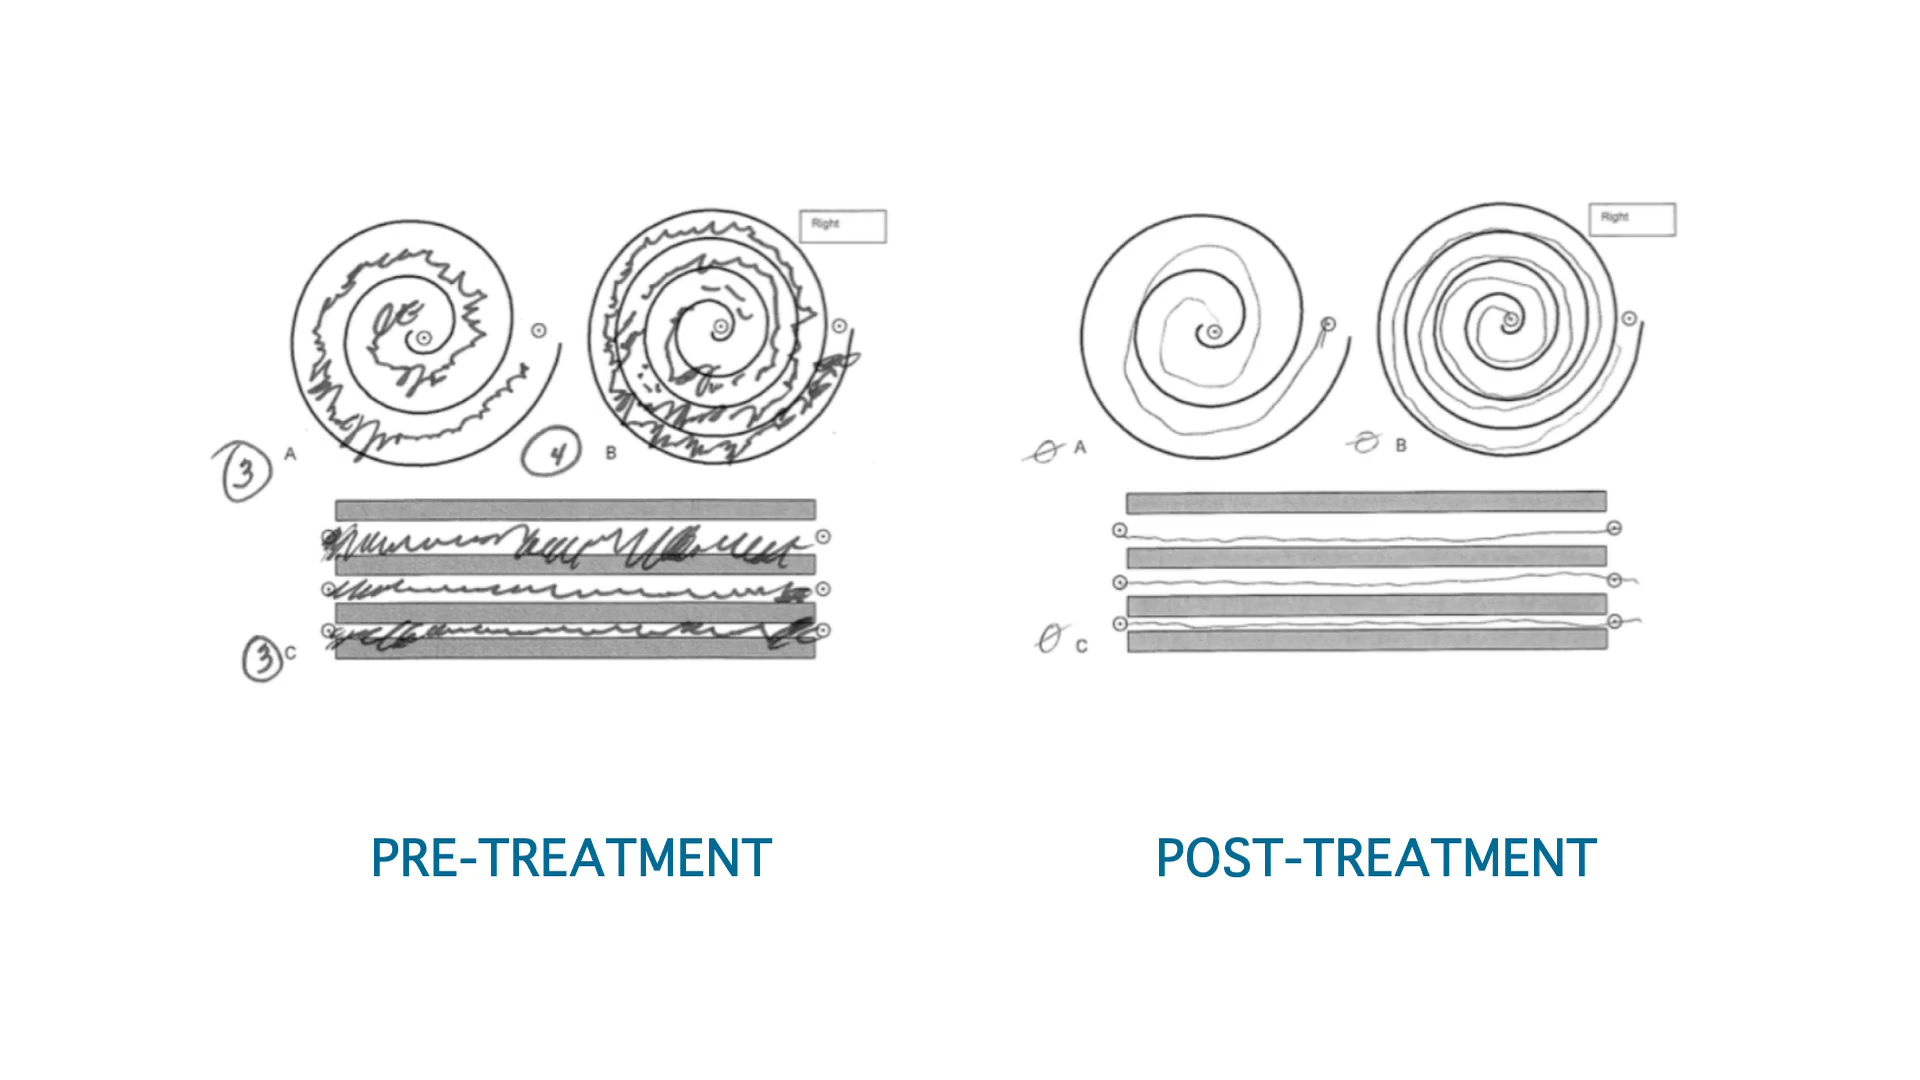 Right
3 A
4 B
3 C
Right
0 A
0 B
0 C
PRE-TREATMENT
POST-TREATMENT